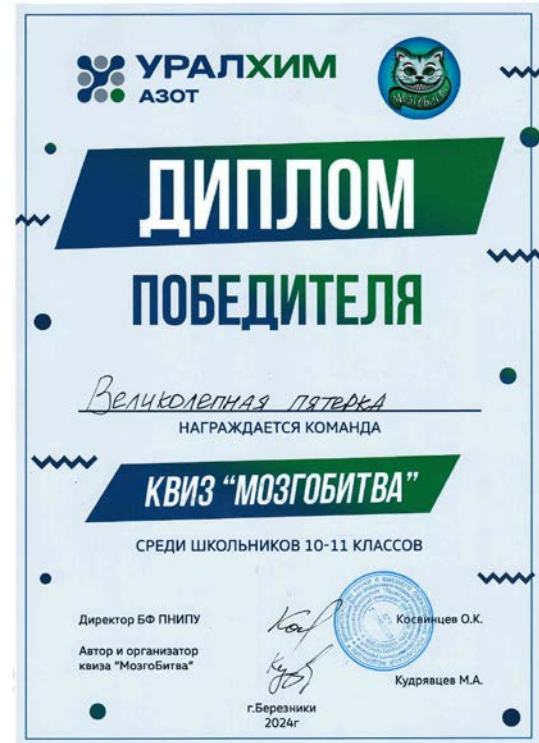 УРАЛХИМ
АЗОТ
МОЗГОБИТВА
ДИПЛОМ
ПОБЕДИТЕЛЯ
Великолепная пятерка
НАГРАЖДАЕТСЯ КОМАНДА
КВИЗ “МОЗГОБИТВА”
СРЕДИ ШКОЛЬНИКОВ 10-11 КЛАССОВ
Директор БФ ПНИПУ
Косвинцев О.К.
Автор и организатор
квиза “МозгоБитва”
Кудрявцев М.А.
г.Березники
2024г